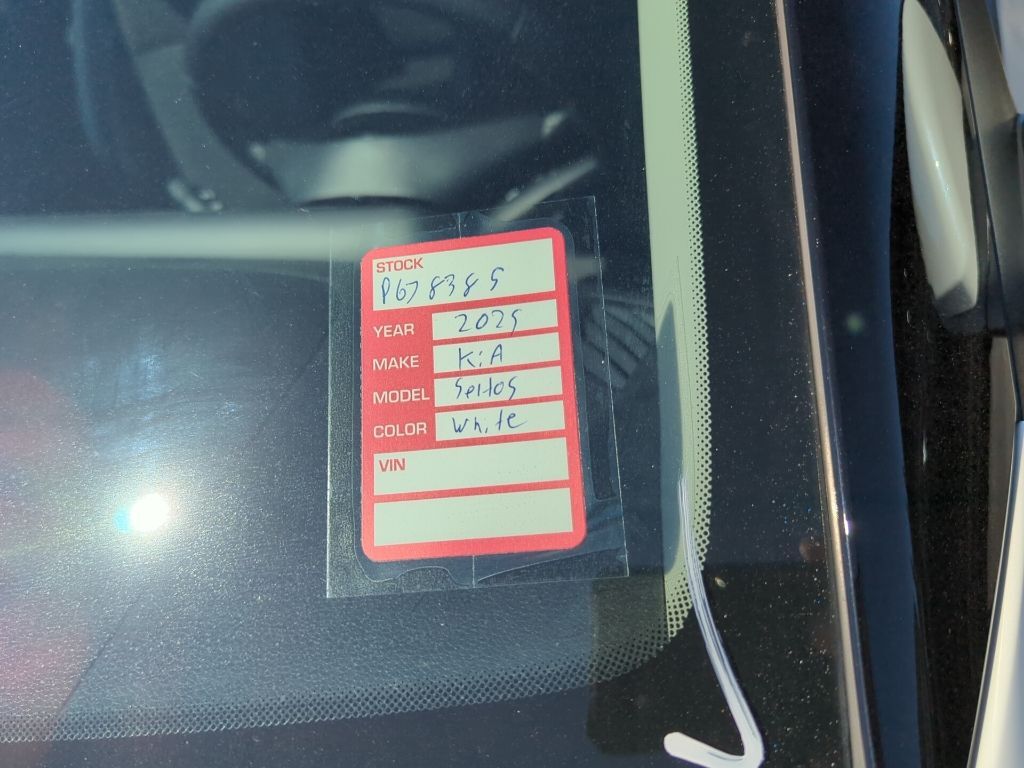 STOCK
P678385
YEAR 2025
MAKE KiA
MODEL Seltos
COLOR White
VIN